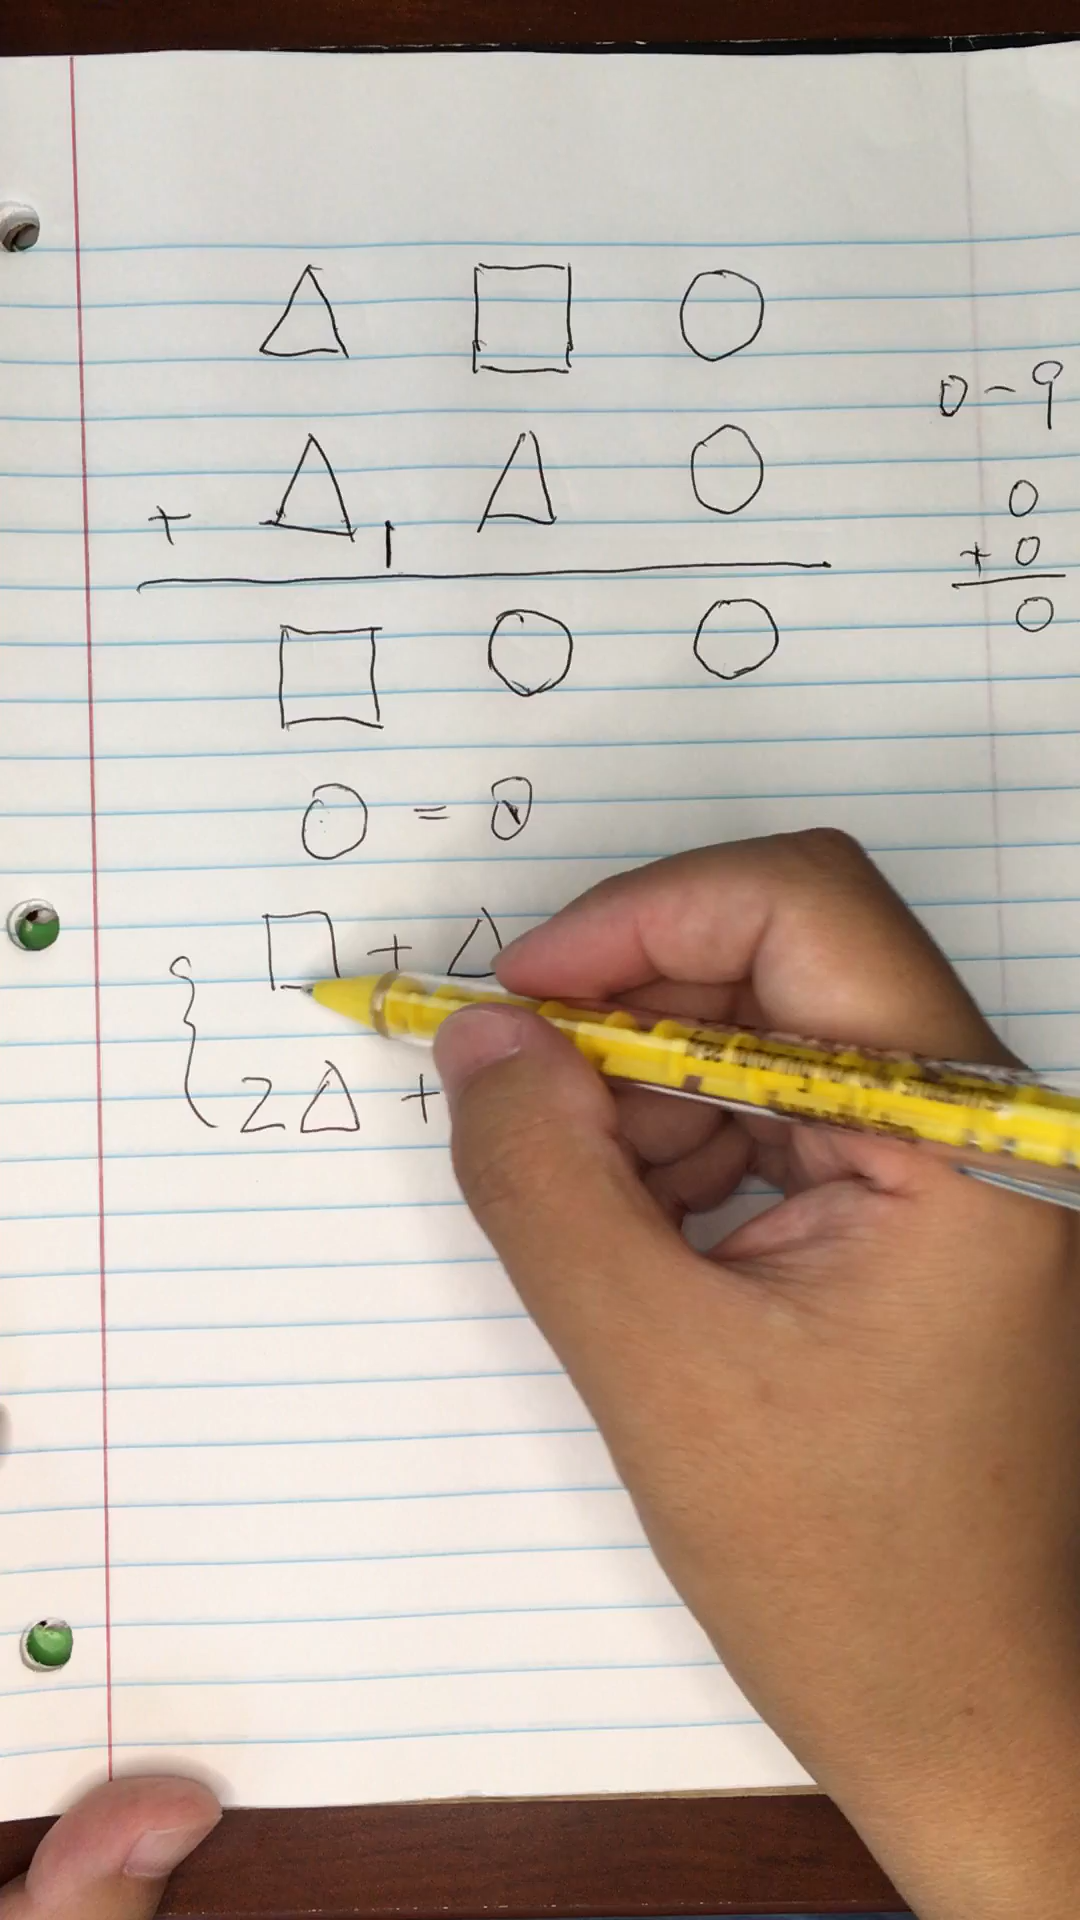 △ □ ○
+ △ 1 △ ○
□ ○ ○
0 - 9
0
+ 0
0
○ = 0
□ + △
2△ +